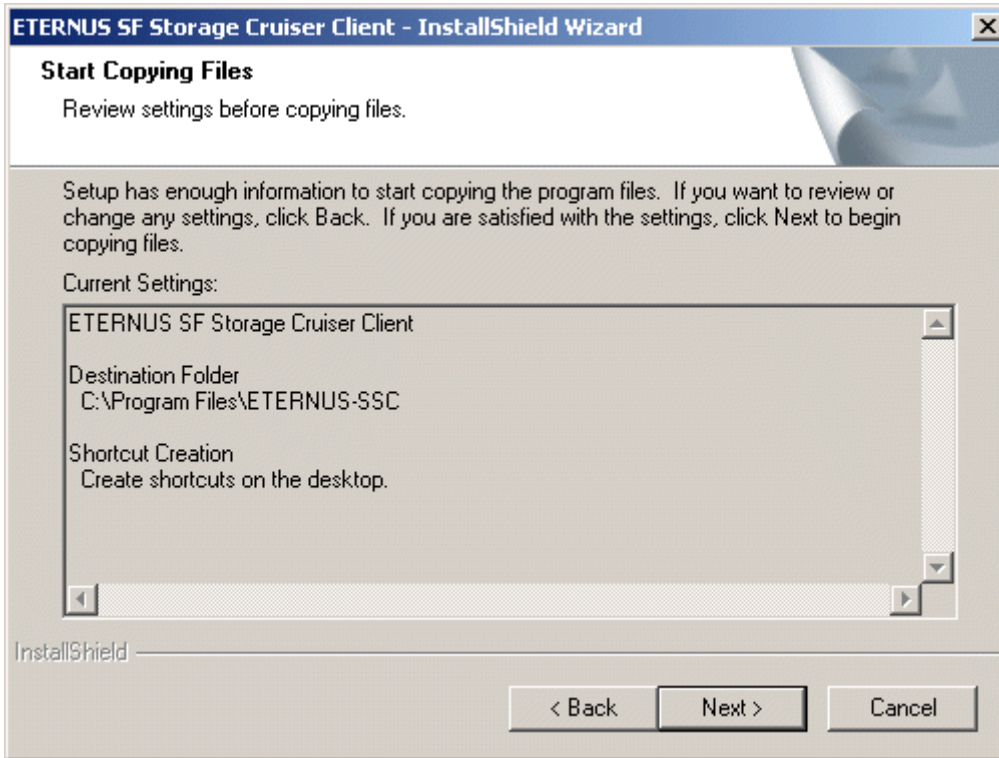 ETERNUS SF Storage Cruiser Client - InstallShield Wizard
Start Copying Files
Review settings before copying files.
Setup has enough information to start copying the program files. If you want to review or
change any settings, click Back. If you are satisfied with the settings, click Next to begin
copying files.
Current Settings:
ETERNUS SF Storage Cruiser Client
Destination Folder
C:\Program Files\ETERNUS-SSC
Shortcut Creation
Create shortcuts on the desktop.
InstallShield
< Back
Next >
Cancel